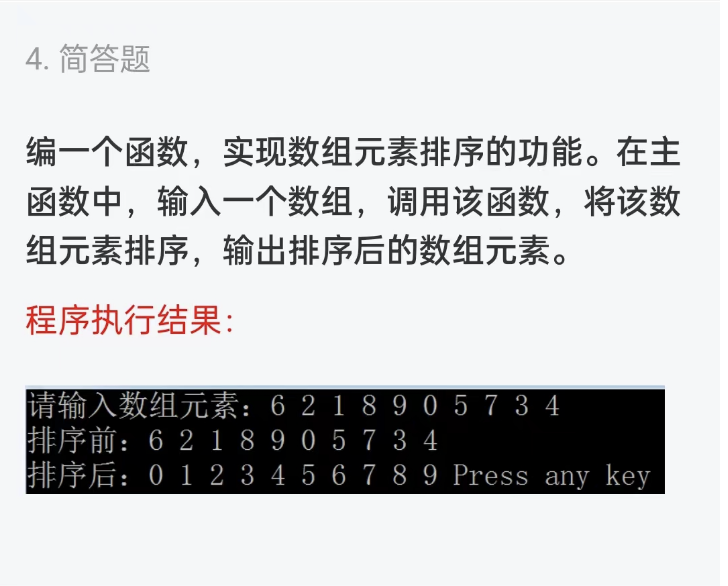 4. 简答题
编一个函数，实现数组元素排序的功能。在主
函数中，输入一个数组，调用该函数，将该数
组元素排序，输出排序后的数组元素。
程序执行结果：
请输入数组元素：6 2 1 8 9 0 5 7 3 4
排序前：6 2 1 8 9 0 5 7 3 4
排序后：0 1 2 3 4 5 6 7 8 9 Press any key